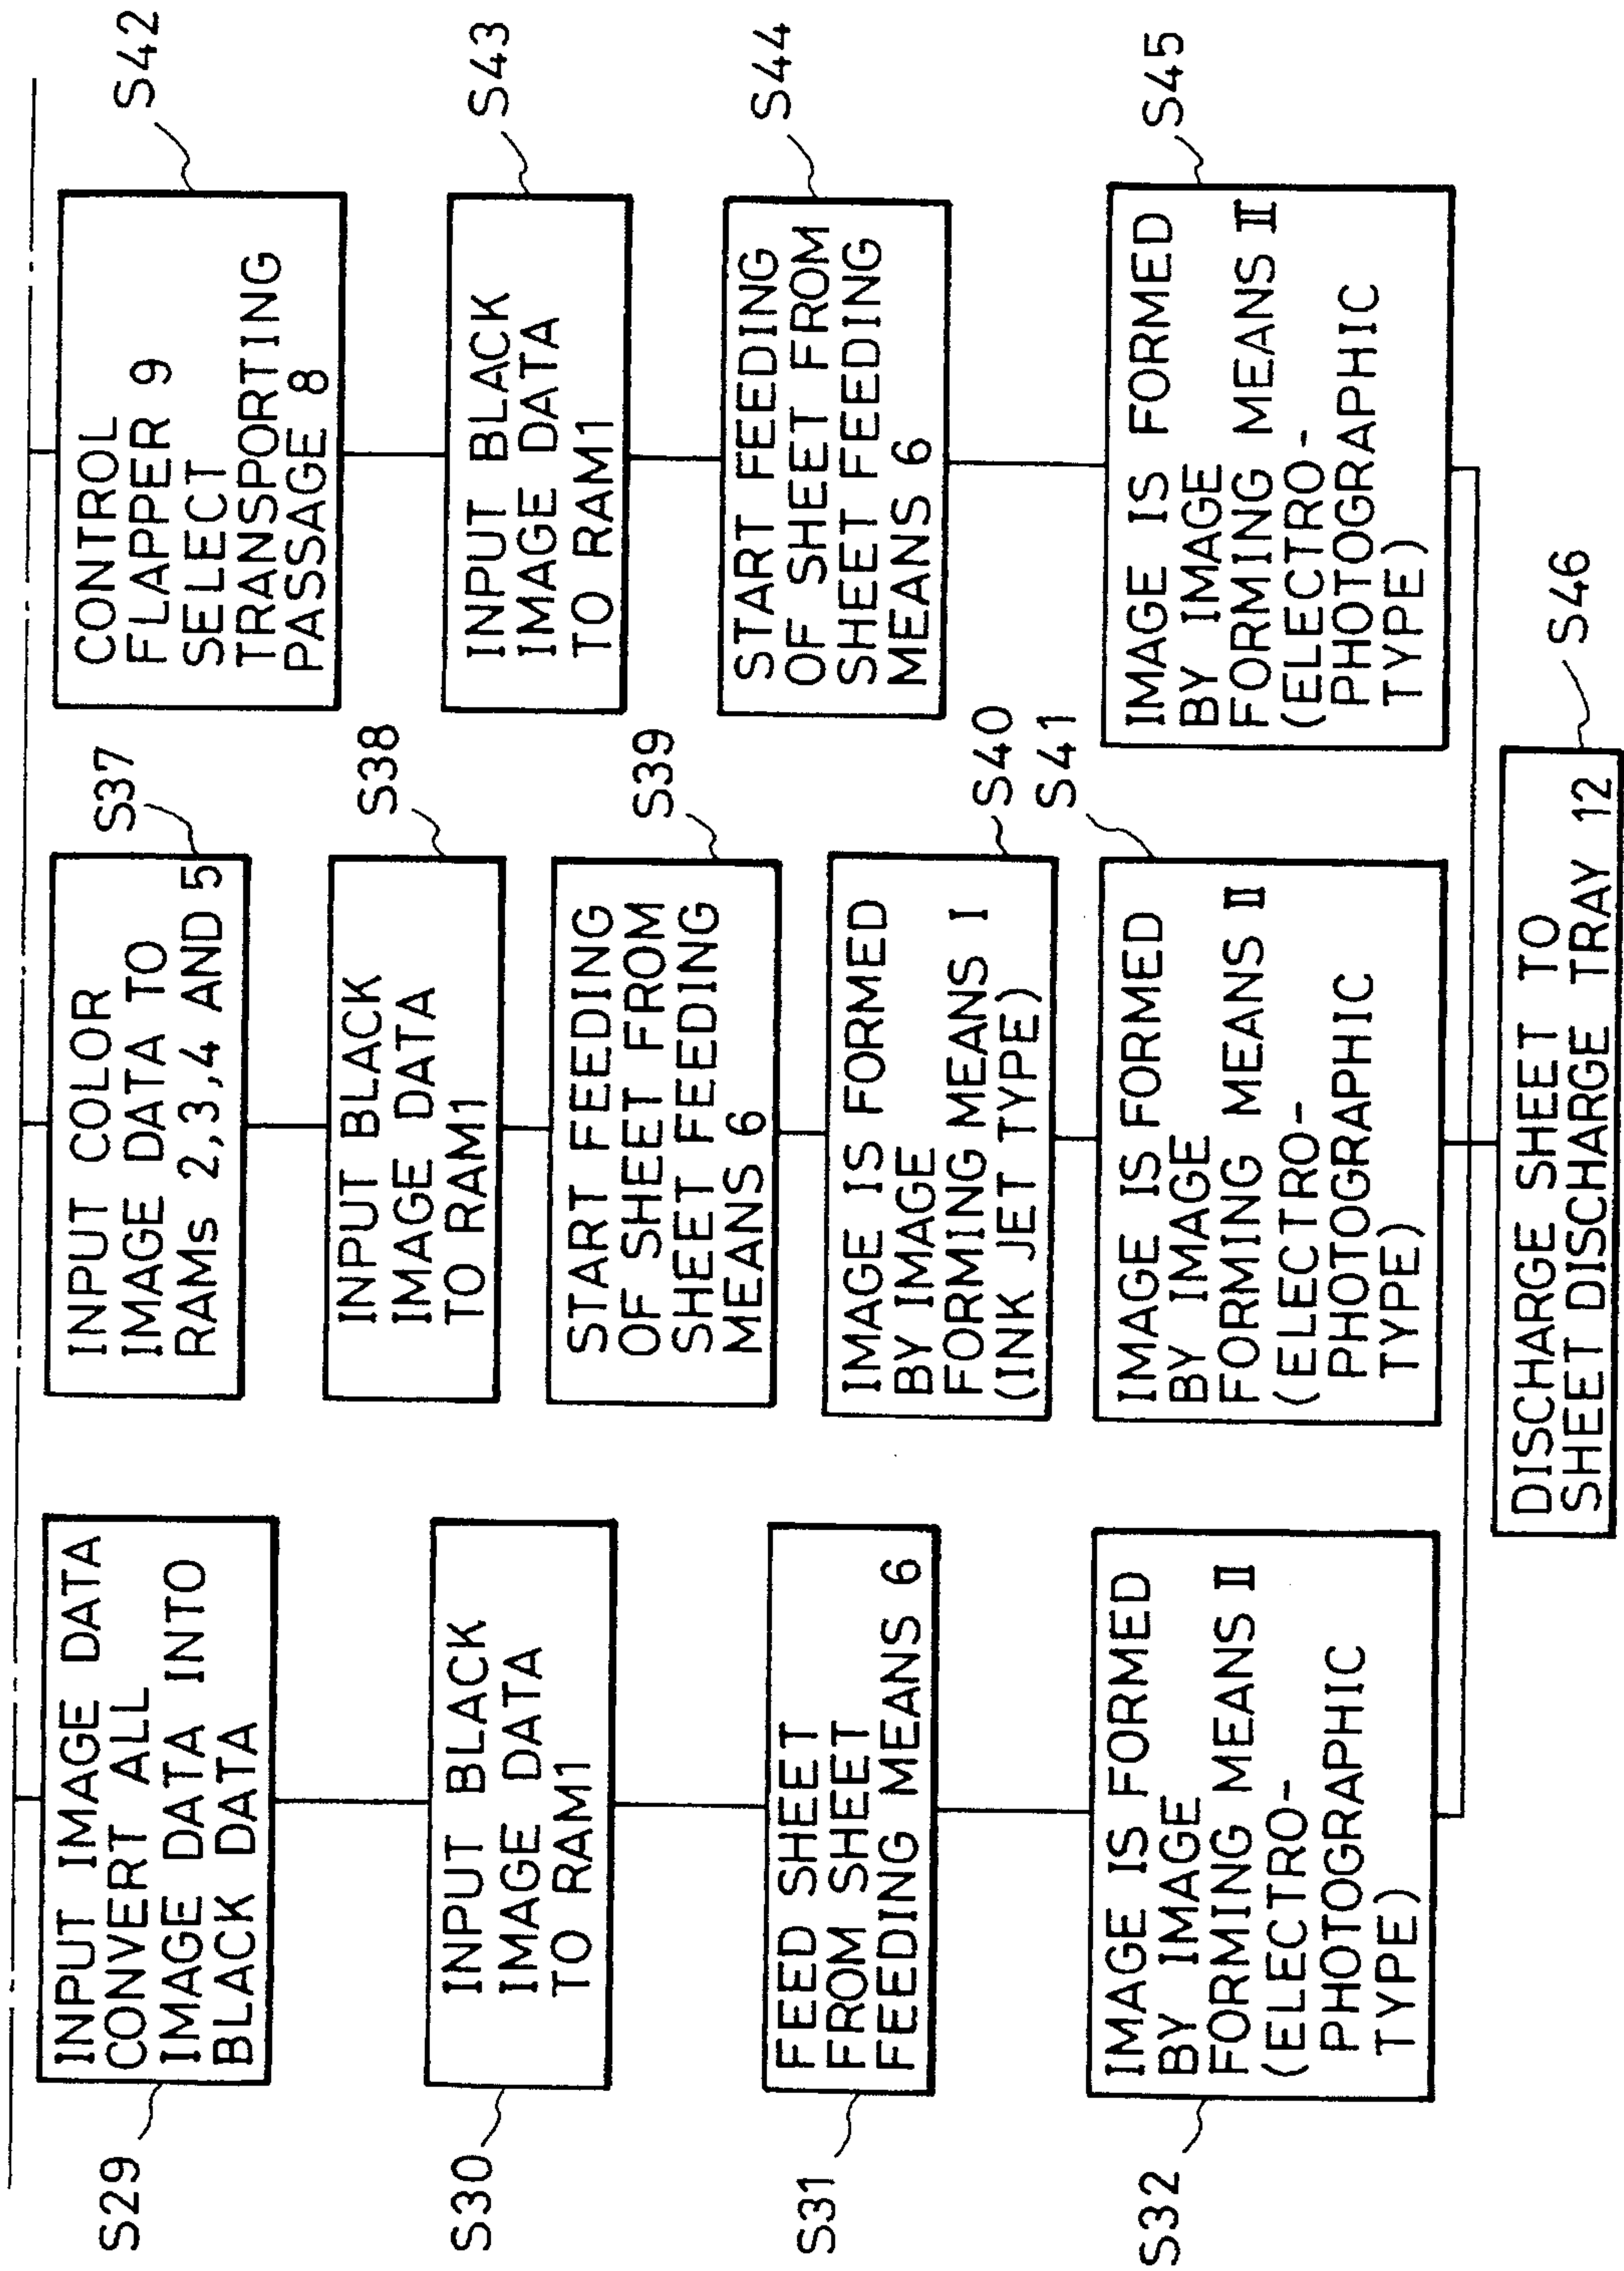 S29
INPUT IMAGE DATA
CONVERT ALL
IMAGE DATA INTO
BLACK DATA
S30
INPUT BLACK
IMAGE DATA
TO RAM1
S31
FEED SHEET
FROM SHEET
FEEDING MEANS 6
S32
IMAGE IS FORMED
BY IMAGE
FORMING MEANS II
(ELECTRO-
PHOTOGRAPHIC
TYPE)
S37
INPUT COLOR
IMAGE DATA TO
RAMs 2,3,4 AND 5
S38
INPUT BLACK
IMAGE DATA
TO RAM1
S39
START FEEDING
OF SHEET FROM
SHEET FEEDING
MEANS 6
S40
IMAGE IS FORMED
BY IMAGE
FORMING MEANS I
(INK JET TYPE)
S41
IMAGE IS FORMED
BY IMAGE
FORMING MEANS II
(ELECTRO-
PHOTOGRAPHIC
TYPE)
S42
CONTROL
FLAPPER 9
SELECT
TRANSPORTING
PASSAGE 8
S43
INPUT BLACK
IMAGE DATA
TO RAM1
S44
START FEEDING
OF SHEET FROM
SHEET FEEDING
MEANS 6
S45
IMAGE IS FORMED
BY IMAGE
FORMING MEANS II
(ELECTRO-
PHOTOGRAPHIC
TYPE)
S46
DISCHARGE SHEET TO
SHEET DISCHARGE TRAY 12